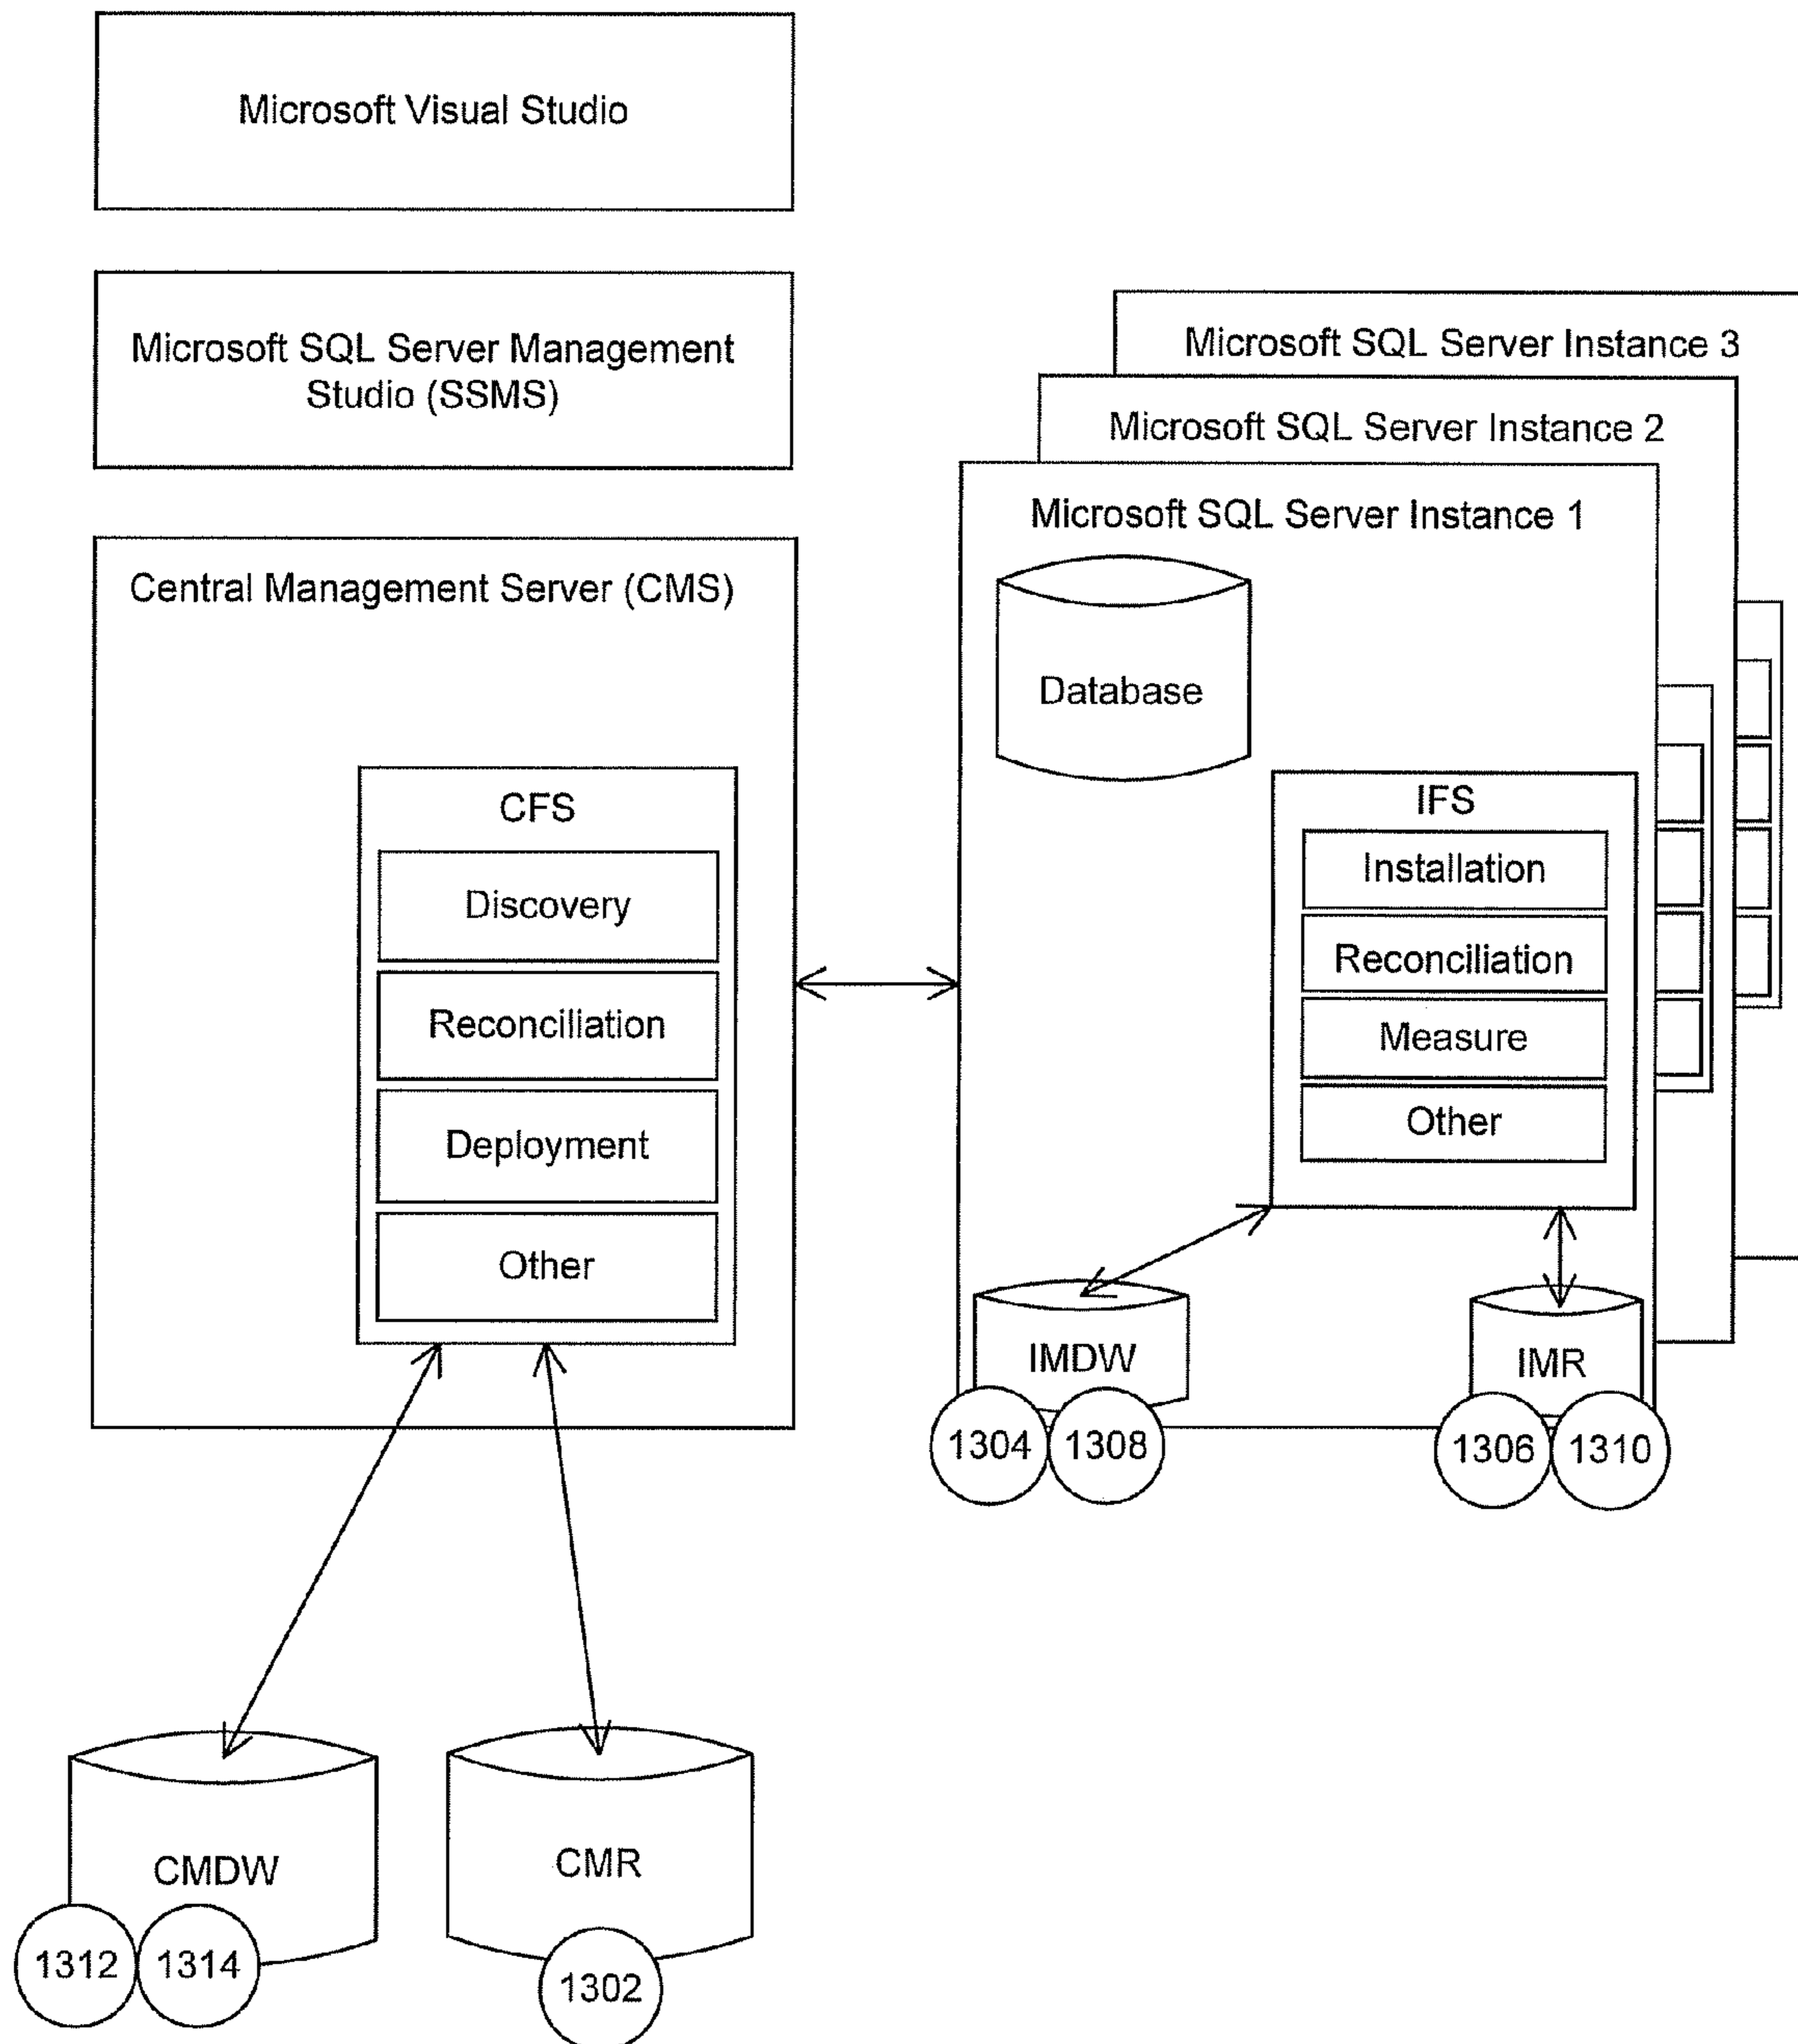 Microsoft Visual Studio
Microsoft SQL Server Management
Studio (SSMS)
Central Management Server (CMS)
CFS
Discovery
Reconciliation
Deployment
Other
Microsoft SQL Server Instance 3
Microsoft SQL Server Instance 2
Microsoft SQL Server Instance 1
Database
IFS
Installation
Reconciliation
Measure
Other
IMDW
1304
1308
IMR
1306
1310
CMDW
1312
1314
CMR
1302